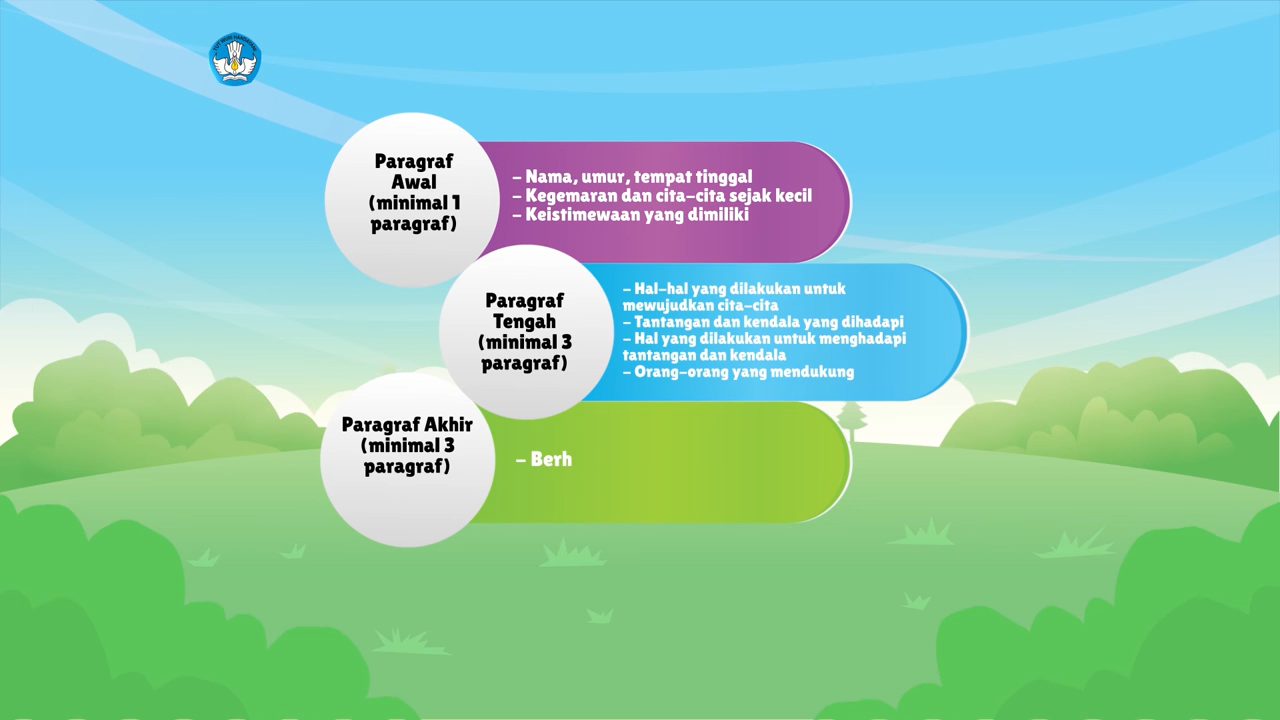 Paragraf
Awal
(minimal 1
paragraf)
- Nama, umur, tempat tinggal
- Kegemaran dan cita-cita sejak kecil
- Keistimewaan yang dimiliki
Paragraf
Tengah
(minimal 3
paragraf)
- Hal-hal yang dilakukan untuk
mewujudkan cita-cita
- Tantangan dan kendala yang dihadapi
- Hal yang dilakukan untuk menghadapi
tantangan dan kendala
- Orang-orang yang mendukung
Paragraf Akhir
(minimal 3
paragraf)
- Berh